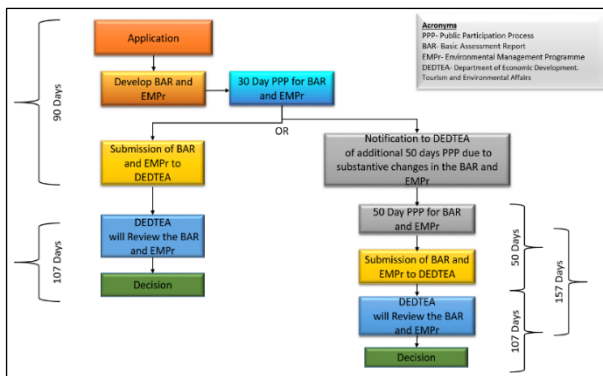 Acronyms
PPP- Public Participation Process
BAR- Basic Assessment Report
EMPr- Environmental Management Programme
DEDTEA- Department of Economic Development.
Tourism and Environmental Affairs
Application
Develop BAR and
EMPr
30 Day PPP for BAR
and EMPr
90 Days
OR
Submission of BAR
and EMPr to
DEDTEA
Notification to DEDTEA
of additional 50 days PPP due to
substantive changes in the BAR and
EMPr
DEDTEA
will Review the BAR
and EMPr
107 Days
Decision
50 Day PPP for BAR
and EMPr
50 Days
Submission of BAR and
EMPr to DEDTEA
157 Days
DEDTEA
will Review the BAR
and EMPr
107 Days
Decision